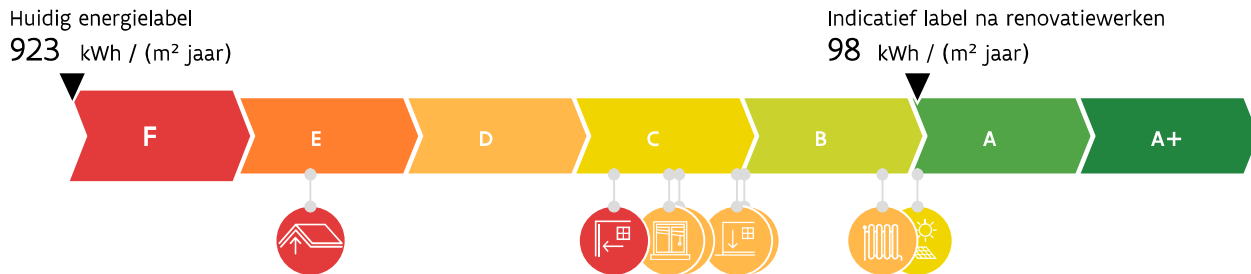 Huidig energielabel
923 kWh / (m² jaar)
Indicatief label na renovatiewerken
98 kWh / (m² jaar)
F E D C B A A+